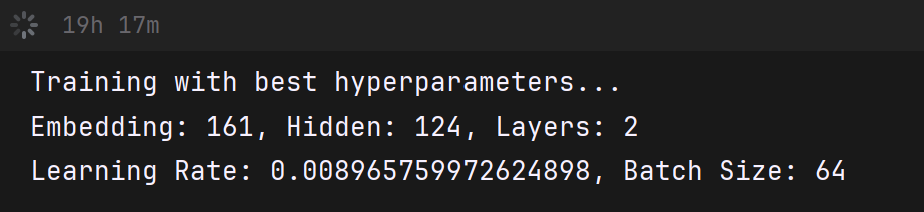 19h 17m
Training with best hyperparameters...
Embedding: 161, Hidden: 124, Layers: 2
Learning Rate: 0.008965759972624898, Batch Size: 64